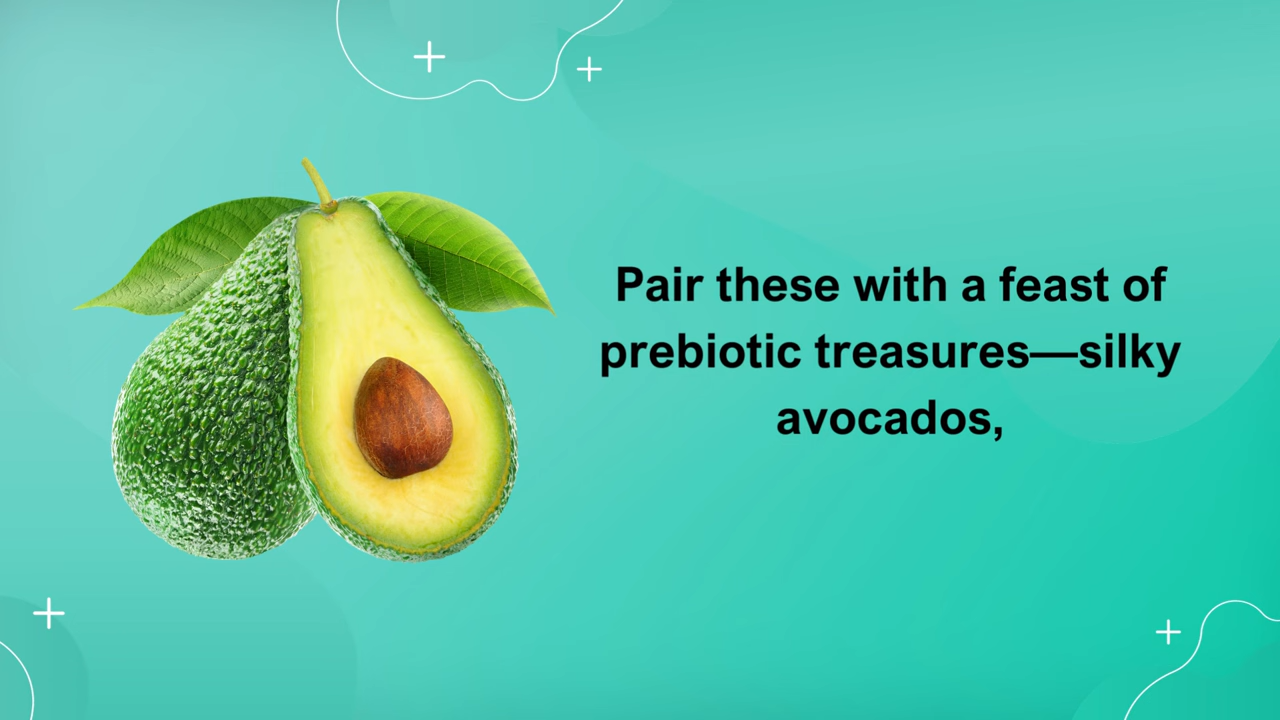 Pair these with a feast of
prebiotic treasures—silky
avocados,